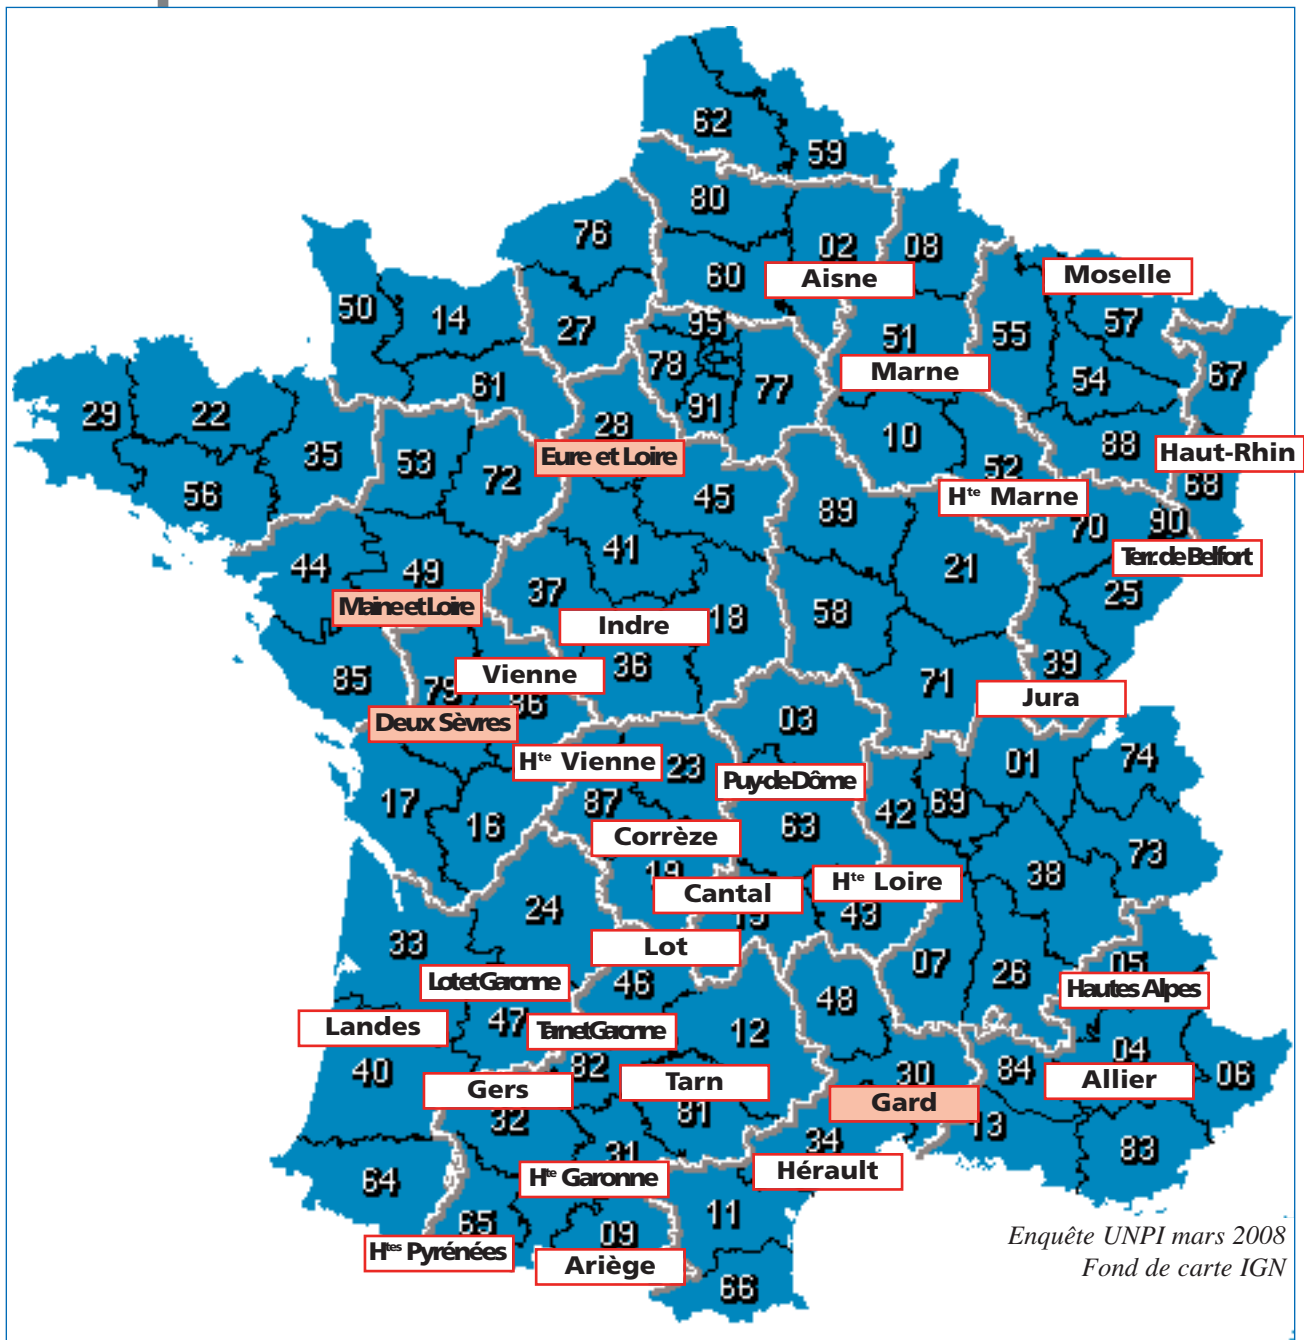 62
59
80
76
02
08
60
Aisne
Moselle
50
14
27
95
51
55
57
78
Marne
67
61
77
54
91
29
22
28
10
88
35
53
Eure et Loire
Haut-Rhin
72
52
68
56
45
89
Hte Marne
70
90
41
Terr. de Belfort
44
49
37
21
25
Maine et Loire
Indre
18
58
36
39
85
79
Vienne
71
Jura
86
Deux Sèvres
03
Hte Vienne
23
Puy-de-Dôme
01
74
17
87
42
69
16
63
Corrèze
73
19
38
Cantal
Hte Loire
24
15
43
33
Lot
07
05
Lot et Garonne
46
26
Hautes Alpes
48
Landes
47
Tarn et Garonne
12
04
40
82
30
84
06
Gers
Tarn
Allier
32
81
Gard
13
34
83
31
64
Hte Garonne
Hérault
65
09
11
Htes Pyrénées
Ariège
66
Enquête UNPI mars 2008
Fond de carte IGN